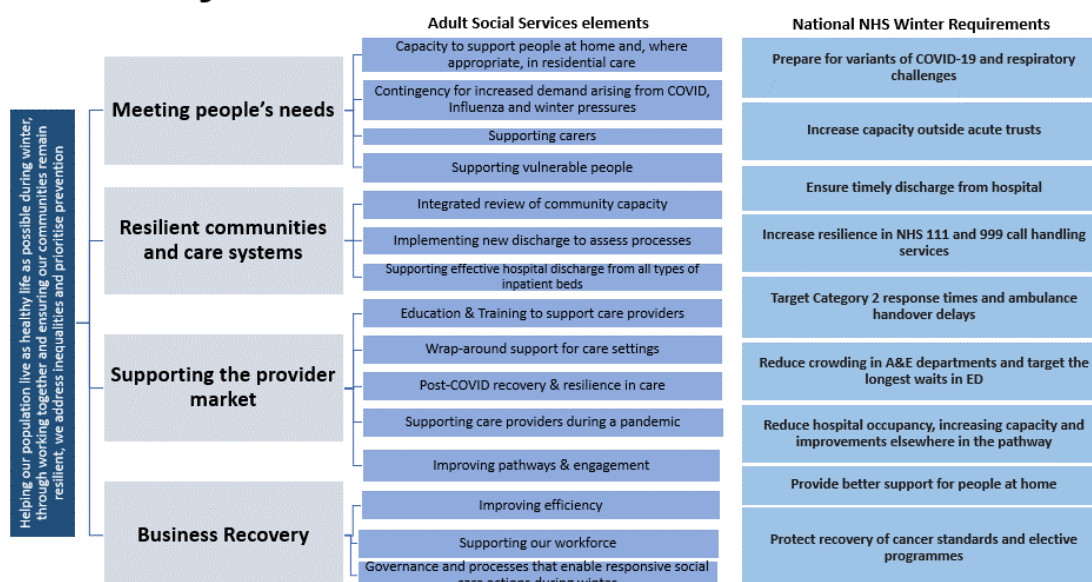 Adult Social Services elements
National NHS Winter Requirements
Helping our population live as healthy life as possible during winter,
through working together and ensuring our communities remain
resilient, we address inequalities and prioritise prevention
Meeting people's needs
Capacity to support people at home and, where
appropriate, in residential care
Contingency for increased demand arising from COVID,
Influenza and winter pressures
Supporting carers
Supporting vulnerable people
Resilient communities
and care systems
Integrated review of community capacity
Implementing new discharge to assess processes
Supporting effective hospital discharge from all types of
inpatient beds
Supporting the provider
market
Education & Training to support care providers
Wrap-around support for care settings
Post-COVID recovery & resilience in care
Supporting care providers during a pandemic
Improving pathways & engagement
Business Recovery
Improving efficiency
Supporting our workforce
Governance and processes that enable responsive social
care actions during winter
Prepare for variants of COVID-19 and respiratory
challenges
Increase capacity outside acute trusts
Ensure timely discharge from hospital
Increase resilience in NHS 111 and 999 call handling
services
Target Category 2 response times and ambulance
handover delays
Reduce crowding in A&E departments and target the
longest waits in ED
Reduce hospital occupancy, increasing capacity and
improvements elsewhere in the pathway
Provide better support for people at home
Protect recovery of cancer standards and elective
programmes